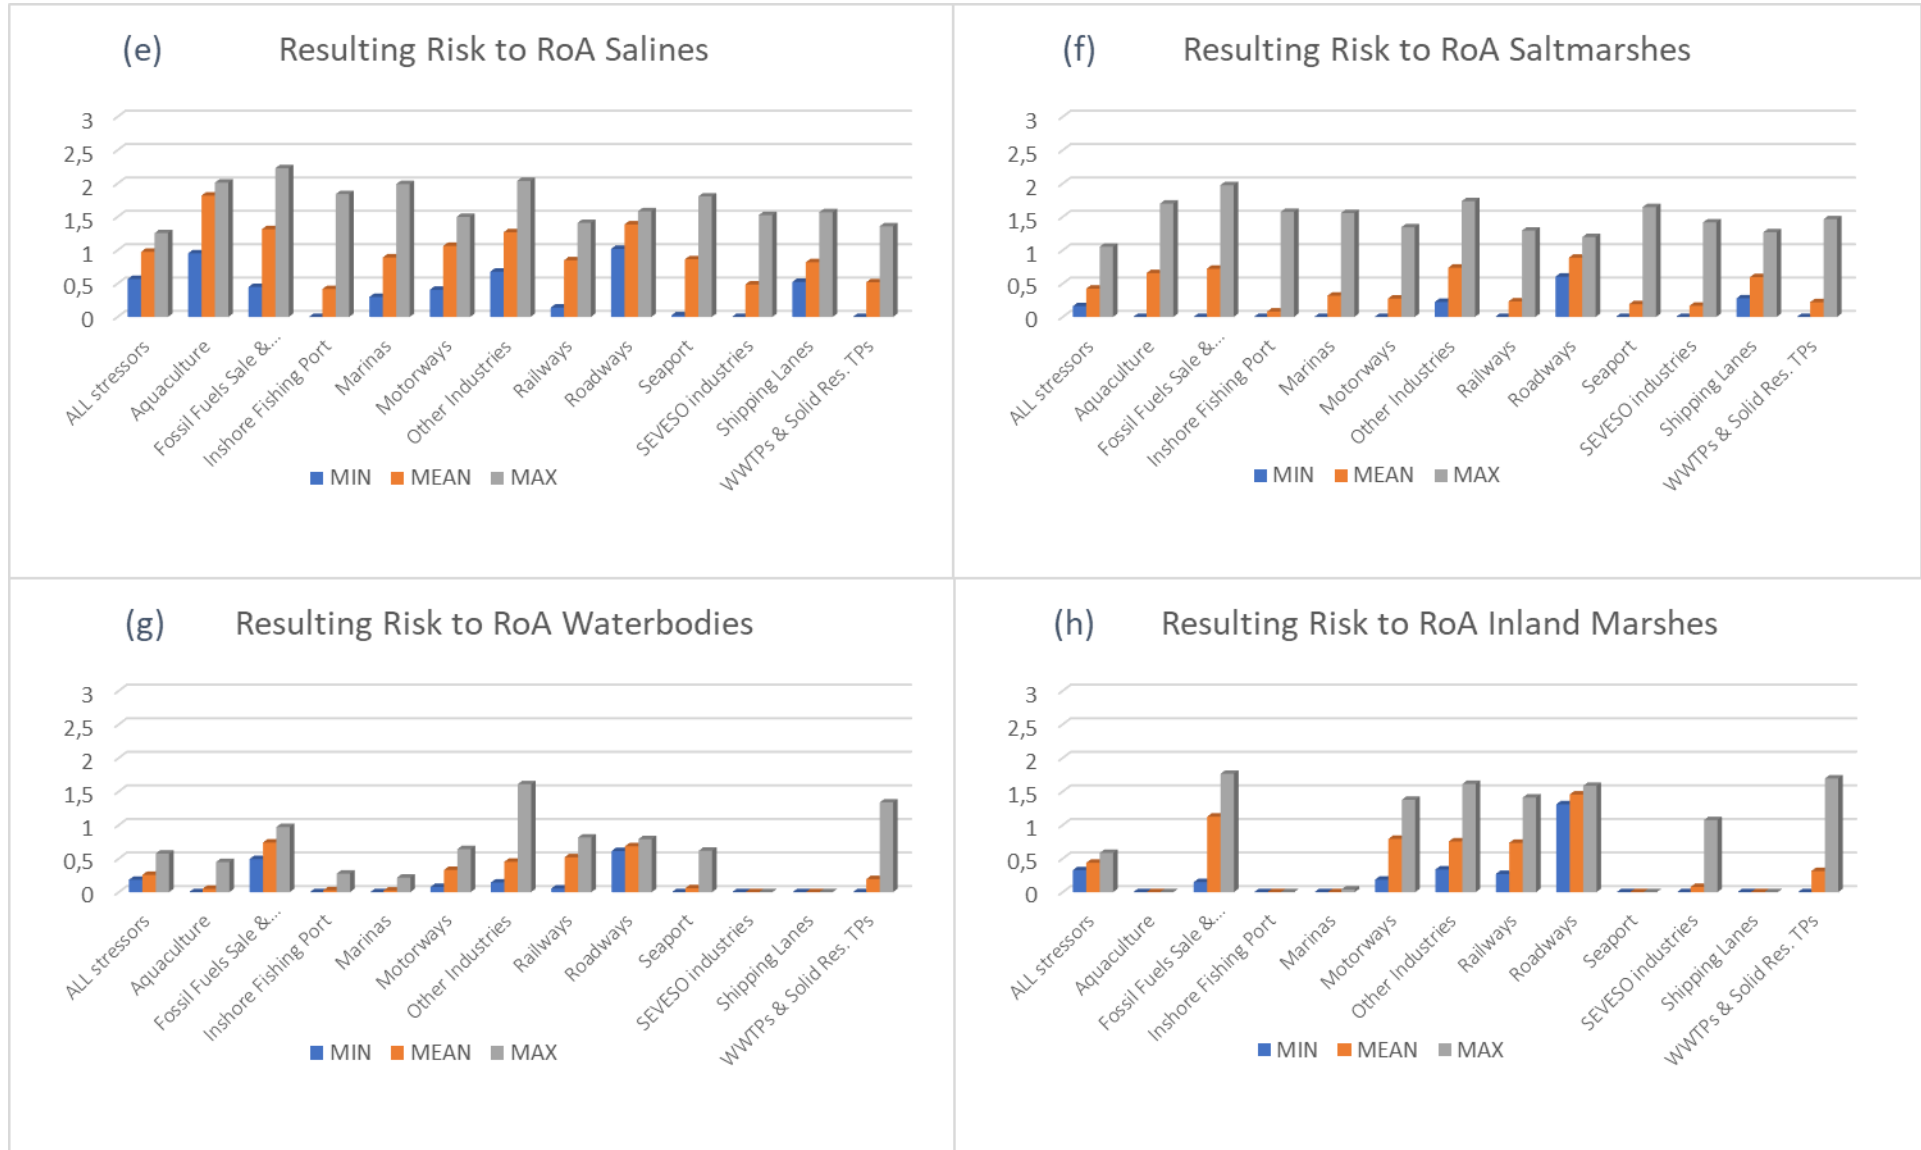 (e) Resulting Risk to RoA Salines
3
2,5
2
1,5
1
0,5
0
ALL stressors
Aquaculture
Fossil Fuels Sale &...
Inshore Fishing Port
Marinas
Motorways
Other Industries
Railways
Roadways
Seaport
SEVESO industries
Shipping Lanes
WWTPs & Solid Res. TPs
MIN MEAN MAX
(f) Resulting Risk to RoA Saltmarshes
3
2,5
2
1,5
1
0,5
0
ALL stressors
Aquaculture
Fossil Fuels Sale &...
Inshore Fishing Port
Marinas
Motorways
Other Industries
Railways
Roadways
Seaport
SEVESO industries
Shipping Lanes
WWTPs & Solid Res. TPs
MIN MEAN MAX
(g) Resulting Risk to RoA Waterbodies
3
2,5
2
1,5
1
0,5
0
ALL stressors
Aquaculture
Fossil Fuels Sale &...
Inshore Fishing Port
Marinas
Motorways
Other Industries
Railways
Roadways
Seaport
SEVESO industries
Shipping Lanes
WWTPs & Solid Res. TPs
MIN MEAN MAX
(h) Resulting Risk to RoA Inland Marshes
3
2,5
2
1,5
1
0,5
0
ALL stressors
Aquaculture
Fossil Fuels Sale &...
Inshore Fishing Port
Marinas
Motorways
Other Industries
Railways
Roadways
Seaport
SEVESO industries
Shipping Lanes
WWTPs & Solid Res. TPs
MIN MEAN MAX